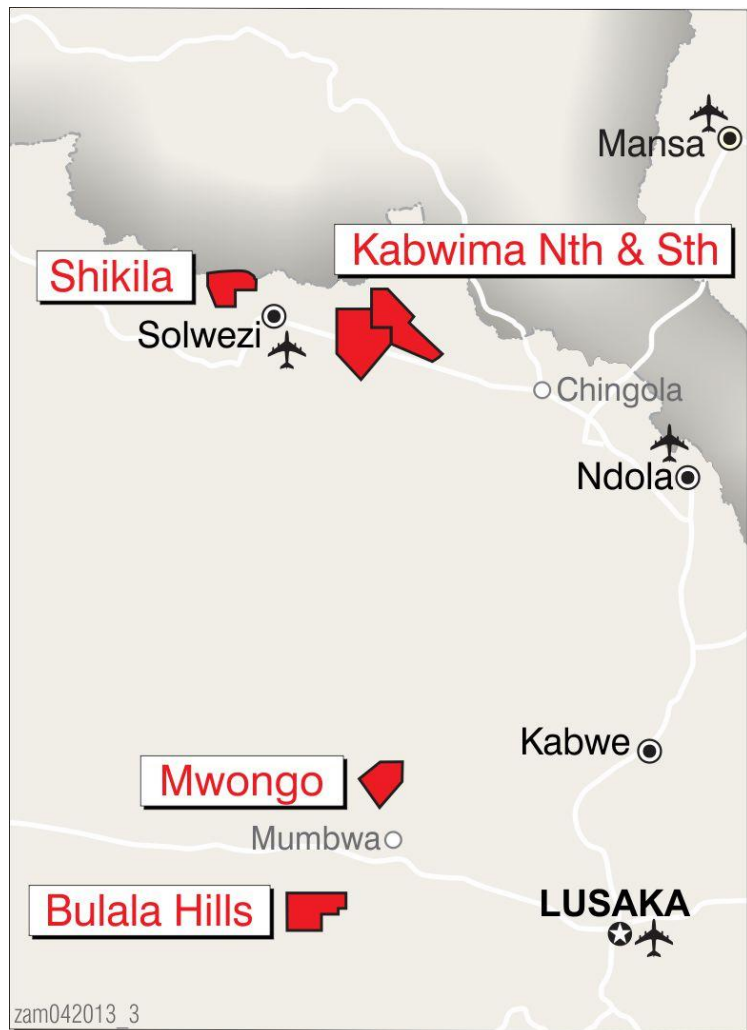 Mansa
Kabwima Nth & Sth
Shikila
Solwezi
Chingola
Ndola
Kabwe
Mwongo
Mumbwa
Bulala Hills
LUSAKA
zam042013_3